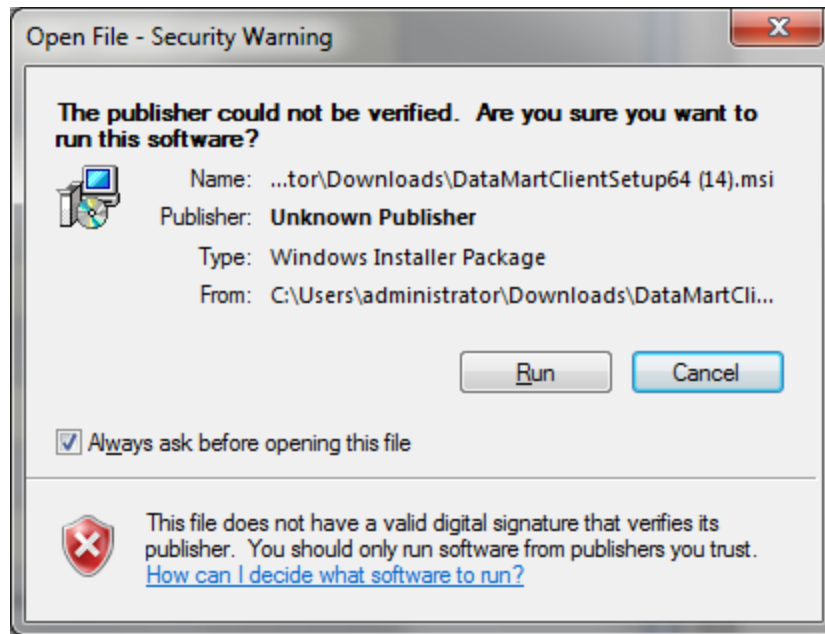 Open File - Security Warning
The publisher could not be verified.  Are you sure you want to
run this software?
Name: ...tor\Downloads\DataMartClientSetup64 (14).msi
Publisher: Unknown Publisher
Type: Windows Installer Package
From: C:\Users\administrator\Downloads\DataMartCli...
Run Cancel
Always ask before opening this file
This file does not have a valid digital signature that verifies its
publisher.  You should only run software from publishers you trust.
How can I decide what software to run?